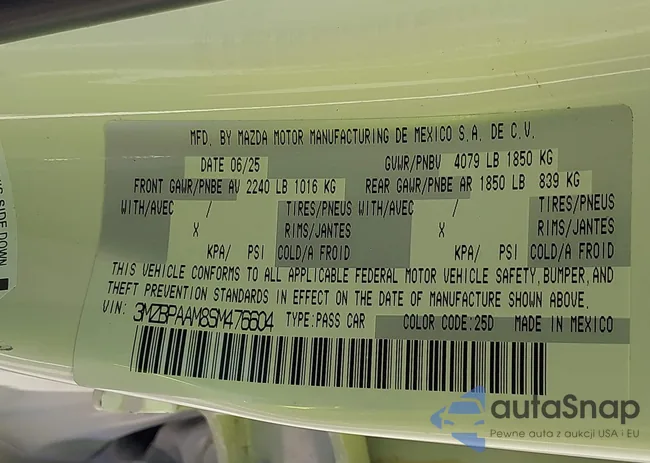 MFD. BY MAZDA MOTOR MANUFACTURING DE MEXICO S.A. DE C.V.
DATE 06/25 GVWR/PNBV 4079 LB 1850 KG
FRONT GAWR/PNBE AV 2240 LB 1016 KG REAR GAWR/PNBE AR 1850 LB 839 KG
WITH/AVEC / TIRES/PNEUS WITH/AVEC / TIRES/PNEUS
X RIMS/JANTES X RIMS/JANTES
KPA/ PSI COLD/A FROID KPA/ PSI COLD/A FROID
THIS VEHICLE CONFORMS TO ALL APPLICABLE FEDERAL MOTOR VEHICLE SAFETY, BUMPER, AND
THEFT PREVENTION STANDARDS IN EFFECT ON THE DATE OF MANUFACTURE SHOWN ABOVE.
VIN: 3MZBPAAM8SM476604 TYPE:PASS CAR COLOR CODE:25D MADE IN MEXICO
SIDE DOWN
autaSnap
Pewne auta z aukcji USA i EU